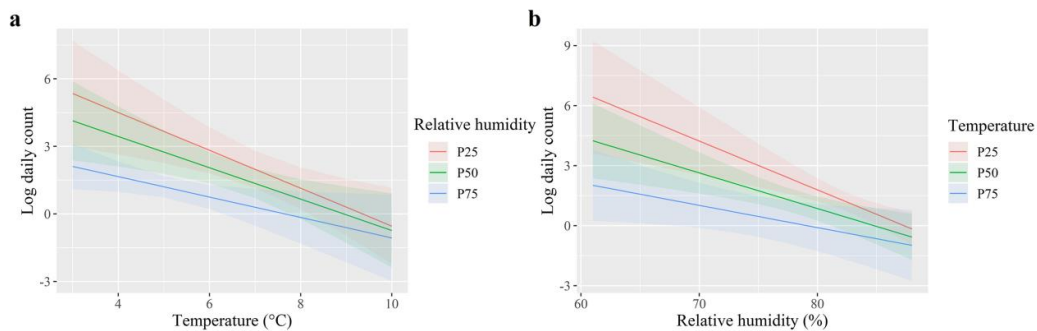 a
Log daily count
6
3
0
-3
4
6
8
10
Temperature (°C)
Relative humidity
P25
P50
P75
b
Log daily count
9
6
3
0
-3
60
70
80
Relative humidity (%)
Temperature
P25
P50
P75